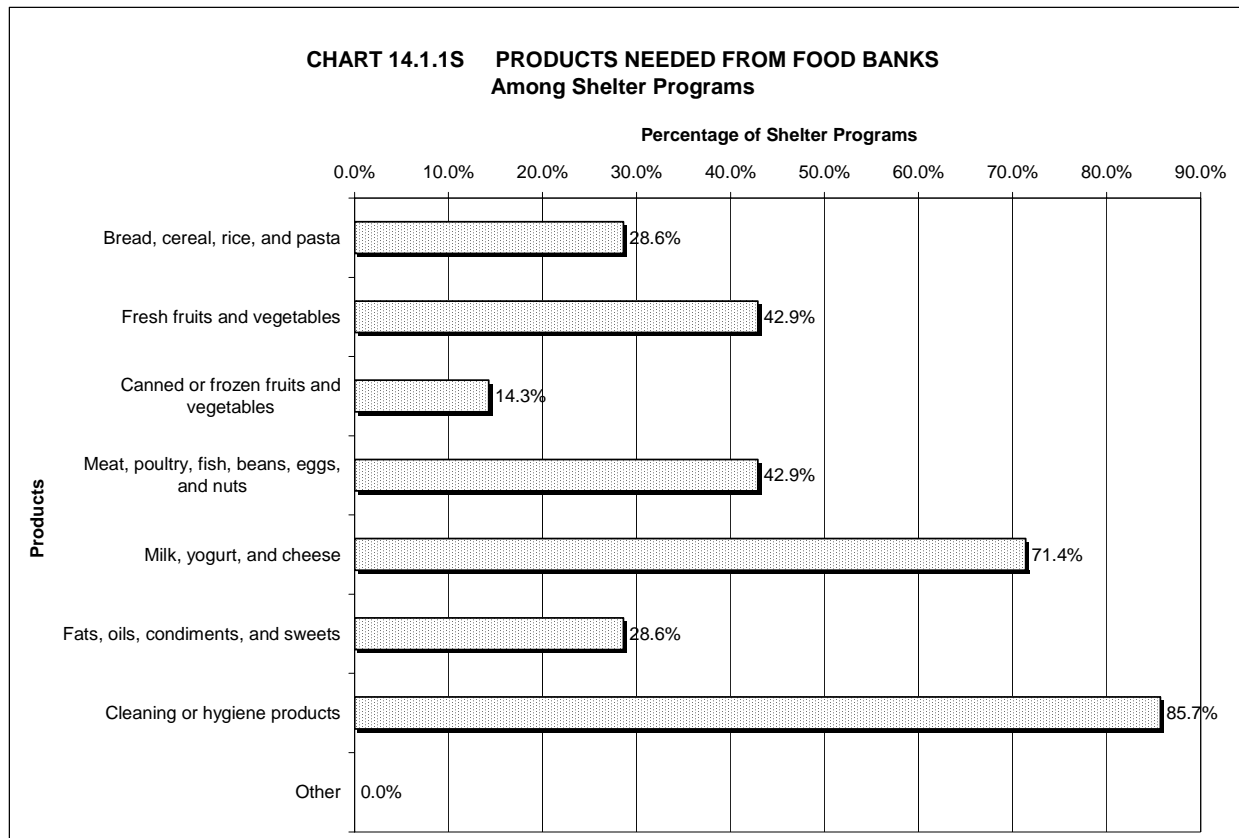 CHART 14.1.1S PRODUCTS NEEDED FROM FOOD BANKS
Among Shelter Programs
Percentage of Shelter Programs
0.0% 10.0% 20.0% 30.0% 40.0% 50.0% 60.0% 70.0% 80.0% 90.0%
Products
Bread, cereal, rice, and pasta 28.6%
Fresh fruits and vegetables 42.9%
Canned or frozen fruits and
vegetables 14.3%
Meat, poultry, fish, beans, eggs,
and nuts 42.9%
Milk, yogurt, and cheese 71.4%
Fats, oils, condiments, and sweets 28.6%
Cleaning or hygiene products 85.7%
Other 0.0%